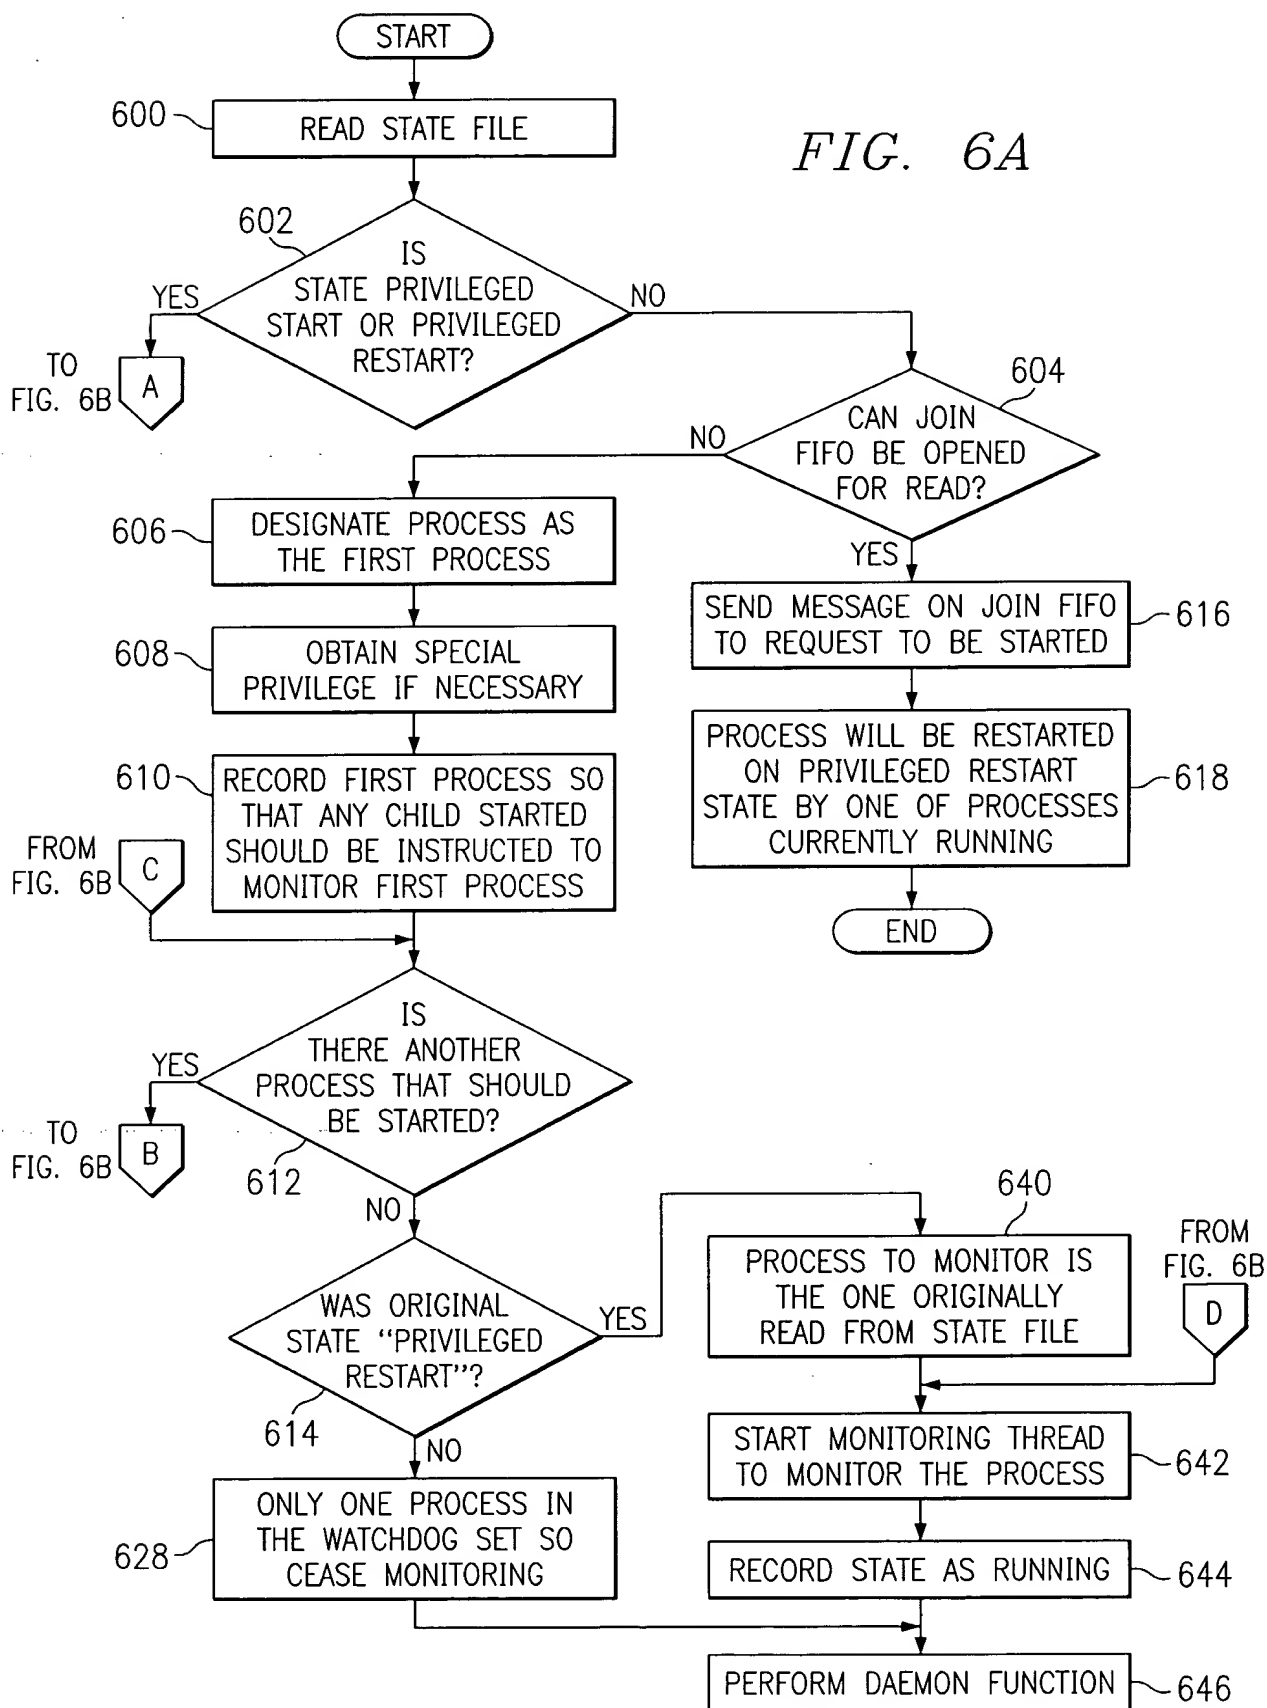 START
600
READ STATE FILE
FIG. 6A
602
IS
STATE PRIVILEGED
START OR PRIVILEGED
RESTART?
YES
NO
TO
FIG. 6B
A
604
CAN JOIN
FIFO BE OPENED
FOR READ?
NO
YES
606
DESIGNATE PROCESS AS
THE FIRST PROCESS
SEND MESSAGE ON JOIN FIFO
TO REQUEST TO BE STARTED
616
608
OBTAIN SPECIAL
PRIVILEGE IF NECESSARY
PROCESS WILL BE RESTARTED
ON PRIVILEGED RESTART
STATE BY ONE OF PROCESSES
CURRENTLY RUNNING
618
610
RECORD FIRST PROCESS SO
THAT ANY CHILD STARTED
SHOULD BE INSTRUCTED TO
MONITOR FIRST PROCESS
FROM
FIG. 6B
C
END
IS
THERE ANOTHER
PROCESS THAT SHOULD
BE STARTED?
YES
TO
FIG. 6B
B
612
NO
640
PROCESS TO MONITOR IS
THE ONE ORIGINALLY
READ FROM STATE FILE
FROM
FIG. 6B
D
WAS ORIGINAL
STATE “PRIVILEGED
RESTART”?
YES
614
NO
START MONITORING THREAD
TO MONITOR THE PROCESS
642
628
ONLY ONE PROCESS IN
THE WATCHDOG SET SO
CEASE MONITORING
RECORD STATE AS RUNNING
644
PERFORM DAEMON FUNCTION
646